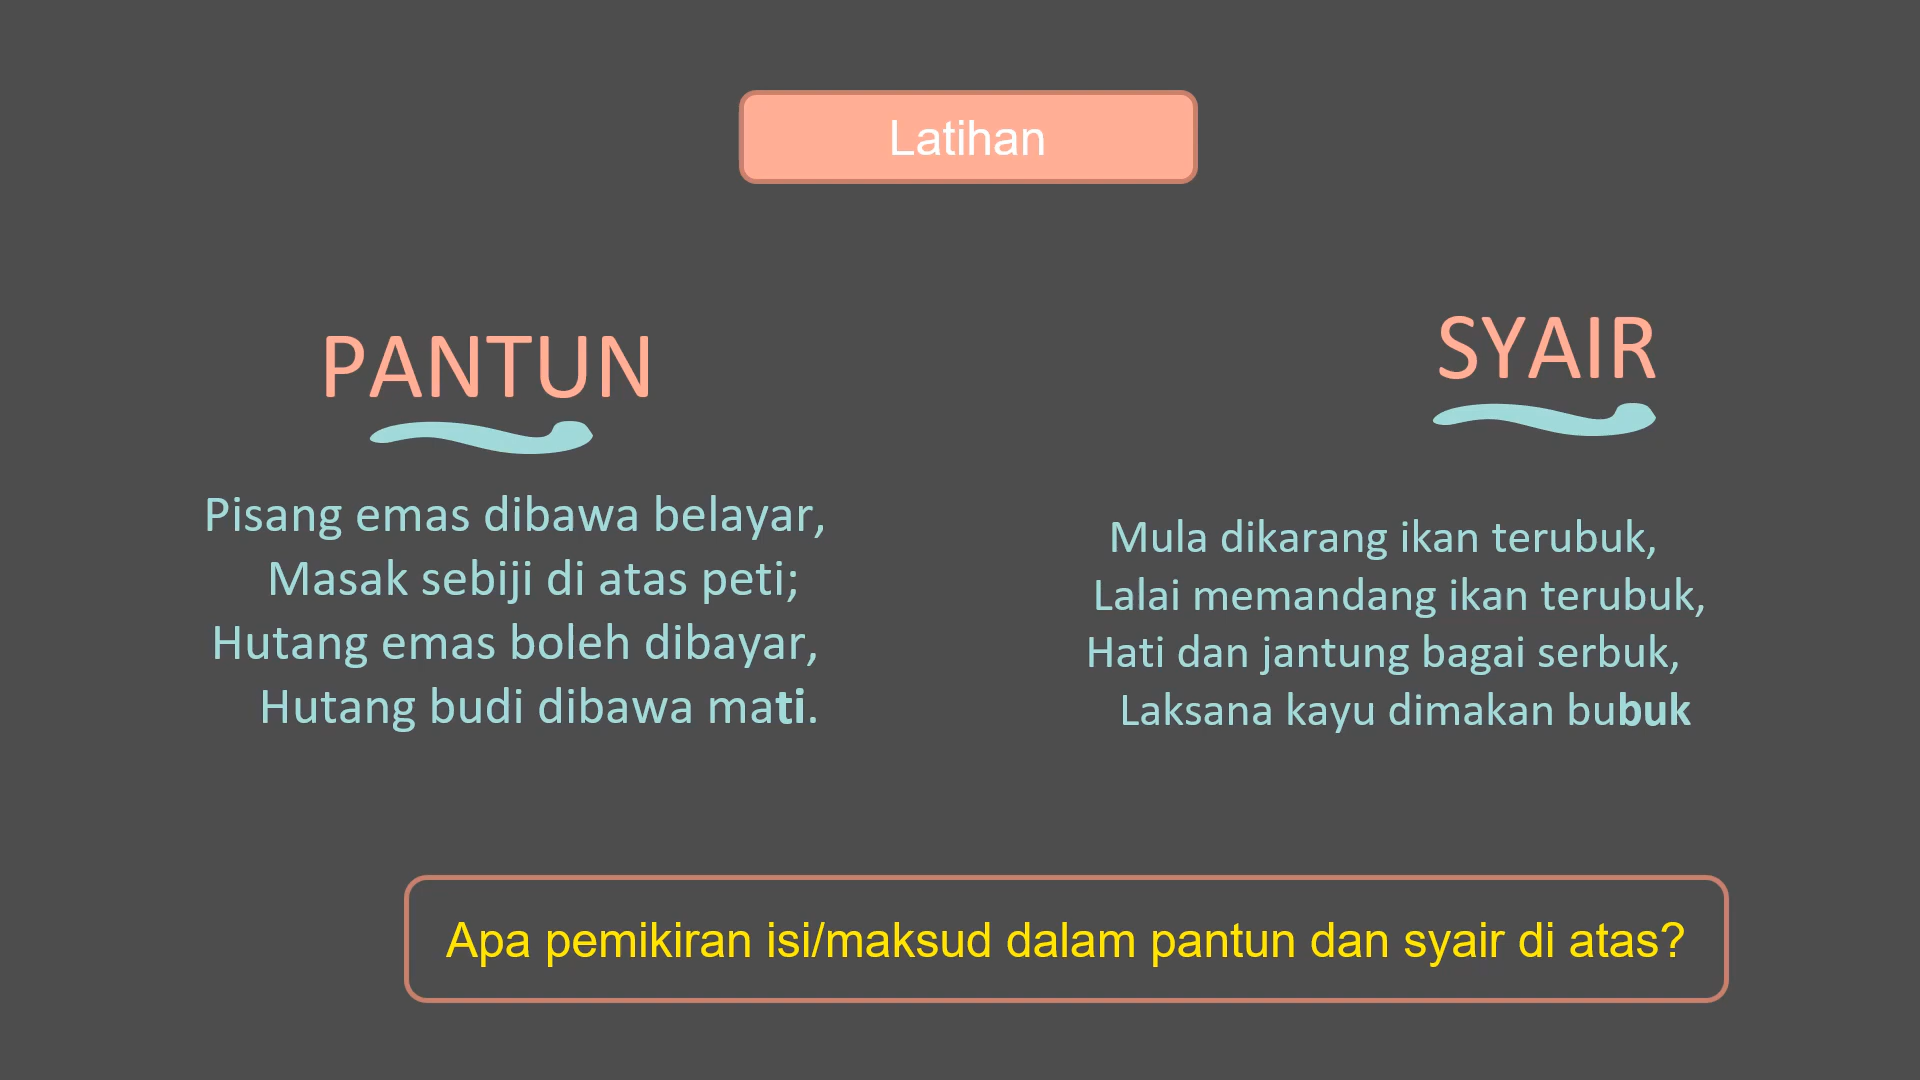 Latihan
PANTUN
Pisang emas dibawa belayar,
Masak sebiji di atas peti;
Hutang emas boleh dibayar,
Hutang budi dibawa mati.
SYAIR
Mula dikarang ikan terubuk,
Lalai memandang ikan terubuk,
Hati dan jantung bagai serbuk,
Laksana kayu dimakan bubuk
Apa pemikiran isi/maksud dalam pantun dan syair di atas?